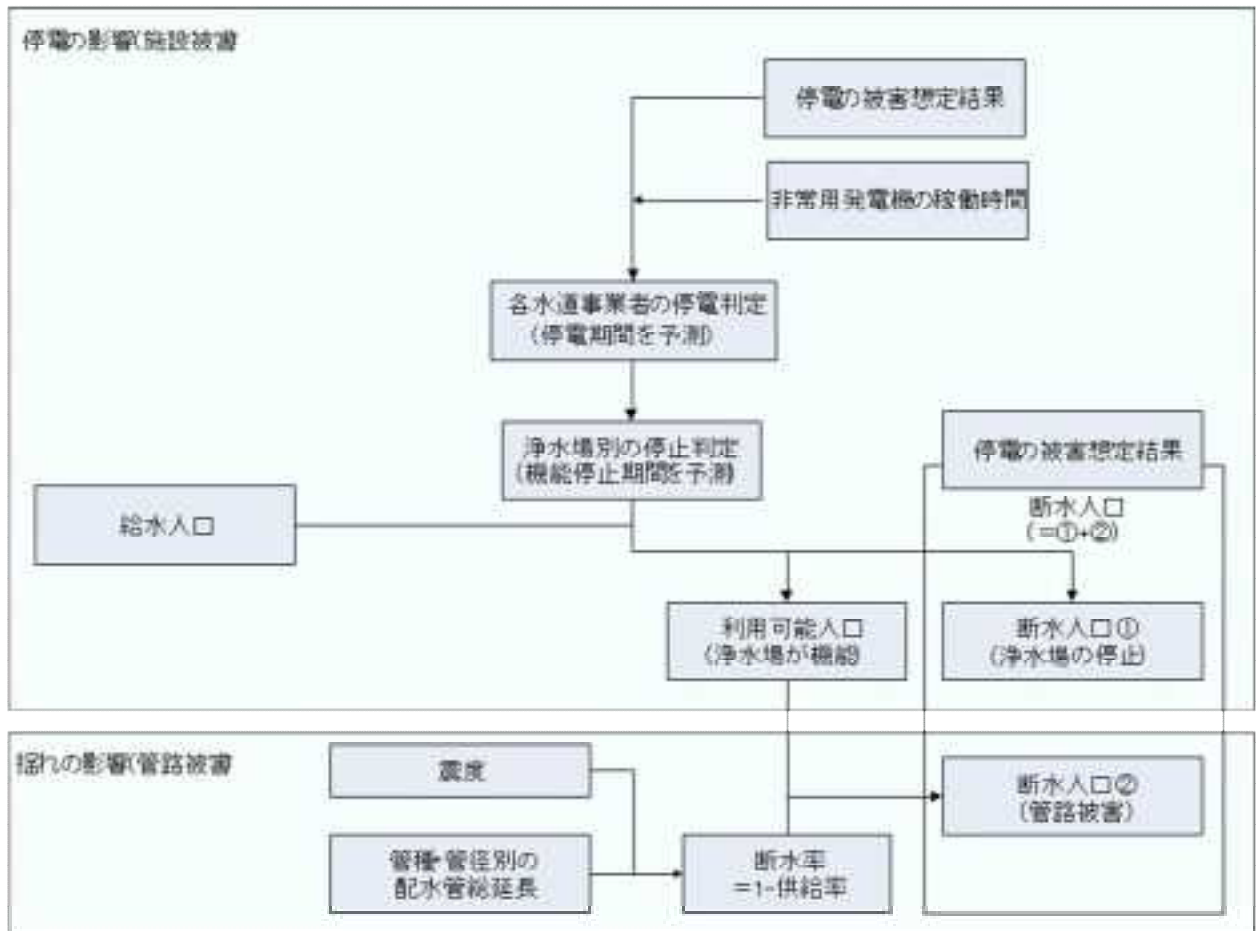 停電の影響(施設被害
停電の被害想定結果
非常用発電機の稼働時間
各水道事業者の停電判定
(停電期間を予測)
浄水場別の停止判定
(機能停止期間を予測)
停電の被害想定結果
給水人口
断水人口
(=①+②))
利用可能人口
(浄水場が機能)
断水人口①
(浄水場の停止)
揺れの影響(管路被害
震度
断水人口②
(管路被害)
管種・管径別の
配水管総延長
断水率
=1-供給率